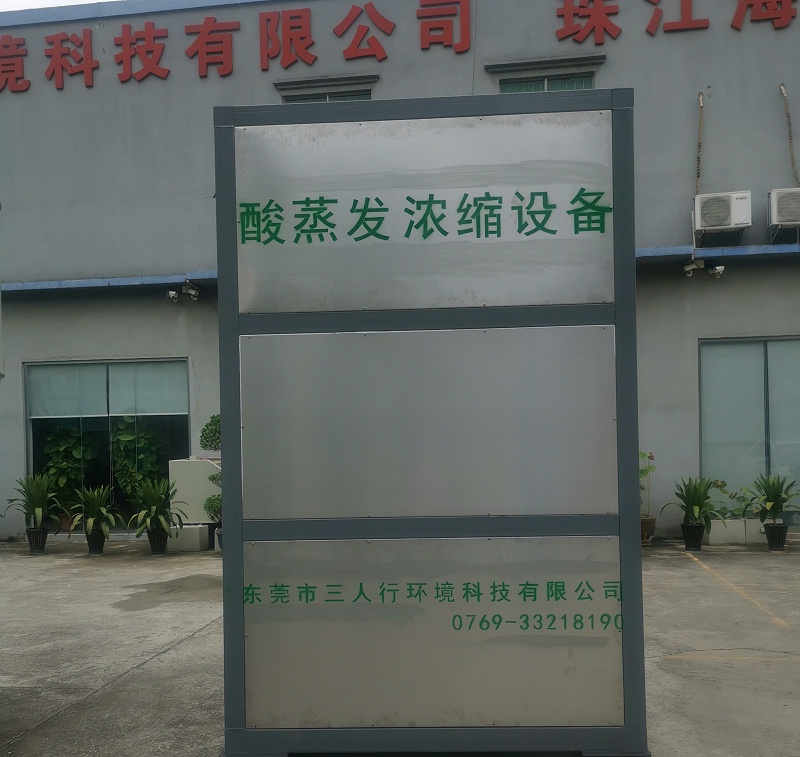 境科技有限公司 珠江海
酸蒸发浓缩设备
东莞市三人行环境科技有限公司
0769-33218190